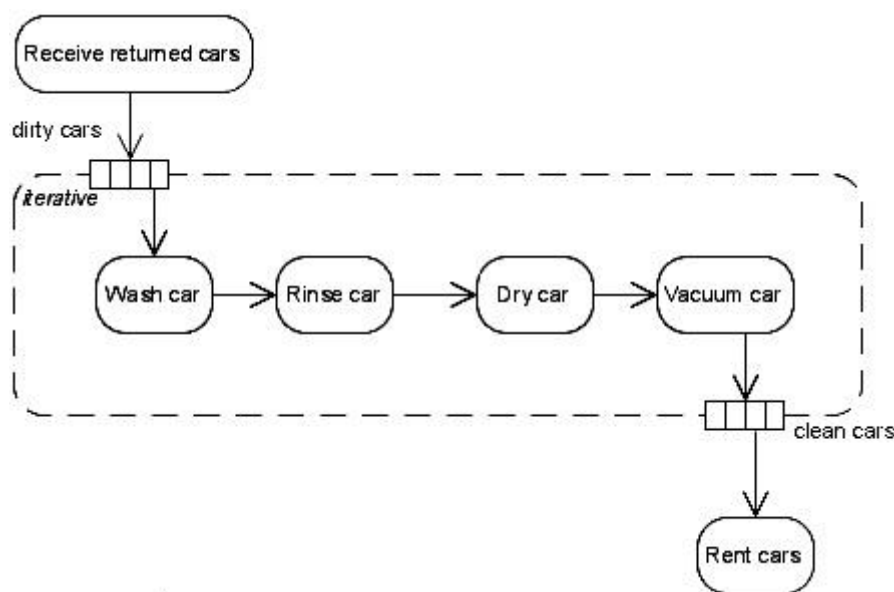 Receive returned cars
dirty cars
iterative
Wash car
Rinse car
Dry car
Vacuum car
clean cars
Rent cars